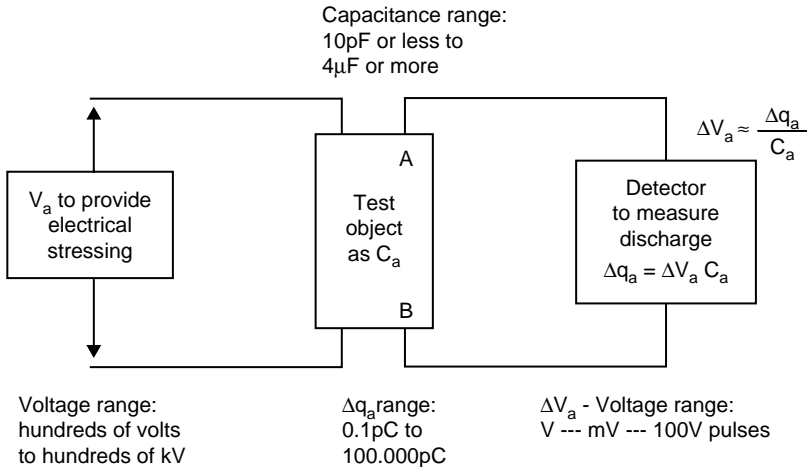 Capacitance range:
10pF or less to
4μF or more
ΔVa ≈ Δqa
Ca
Va to provide
electrical
stressing
A
Test
object
as Ca
B
Detector
to measure
discharge
Δqa = ΔVa Ca
Voltage range:
hundreds of volts
to hundreds of kV
Δqa range:
0.1pC to
100.000pC
ΔVa - Voltage range:
V --- mV --- 100V pulses